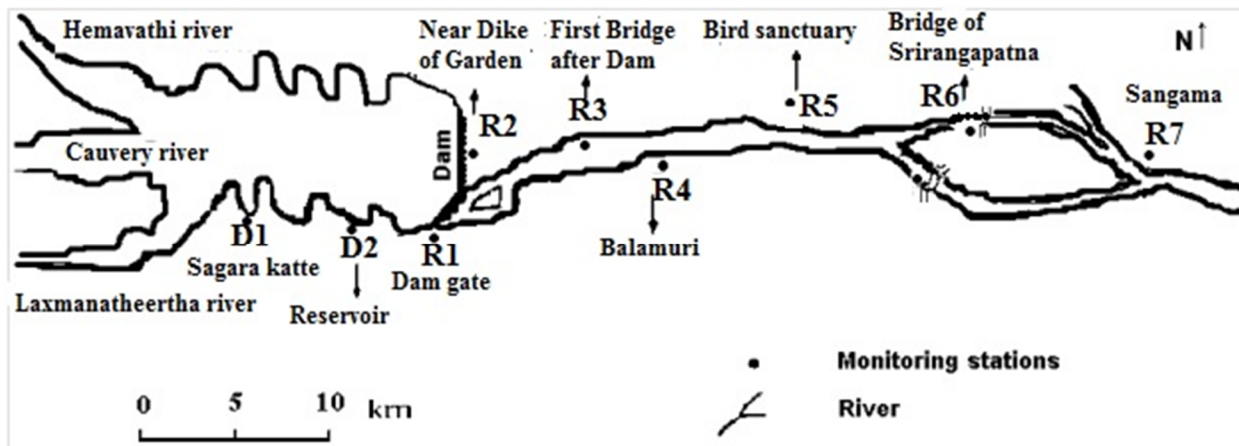 Hemavathi river
Near Dike
of Garden
First Bridge
after Dam
Bird sanctuary
Bridge of
Srirangapatna
N
Sangama
R2
R3
R5
R6
R7
Dam
Cauvery river
R4
D1
D2
R1
Sagara katte
Dam gate
Balamuri
Laxmanatheertha river
Reservoir
Monitoring stations
River
0 5 10 km